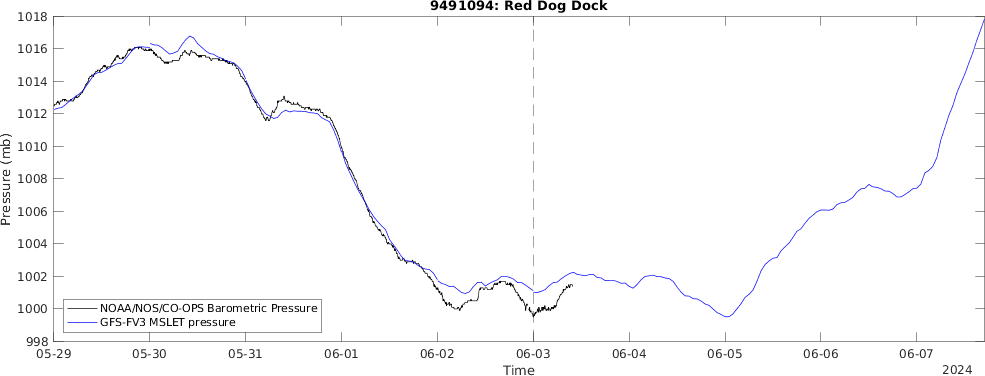 9491094: Red Dog Dock
1018
1016
1014
1012
1010
1008
1006
1004
1002
1000
998
Pressure (mb)
NOAA/NOS/CO-OPS Barometric Pressure
GFS-FV3 MSLET pressure
05-29 05-30 05-31 06-01 06-02 06-03 06-04 06-05 06-06 06-07
Time
2024